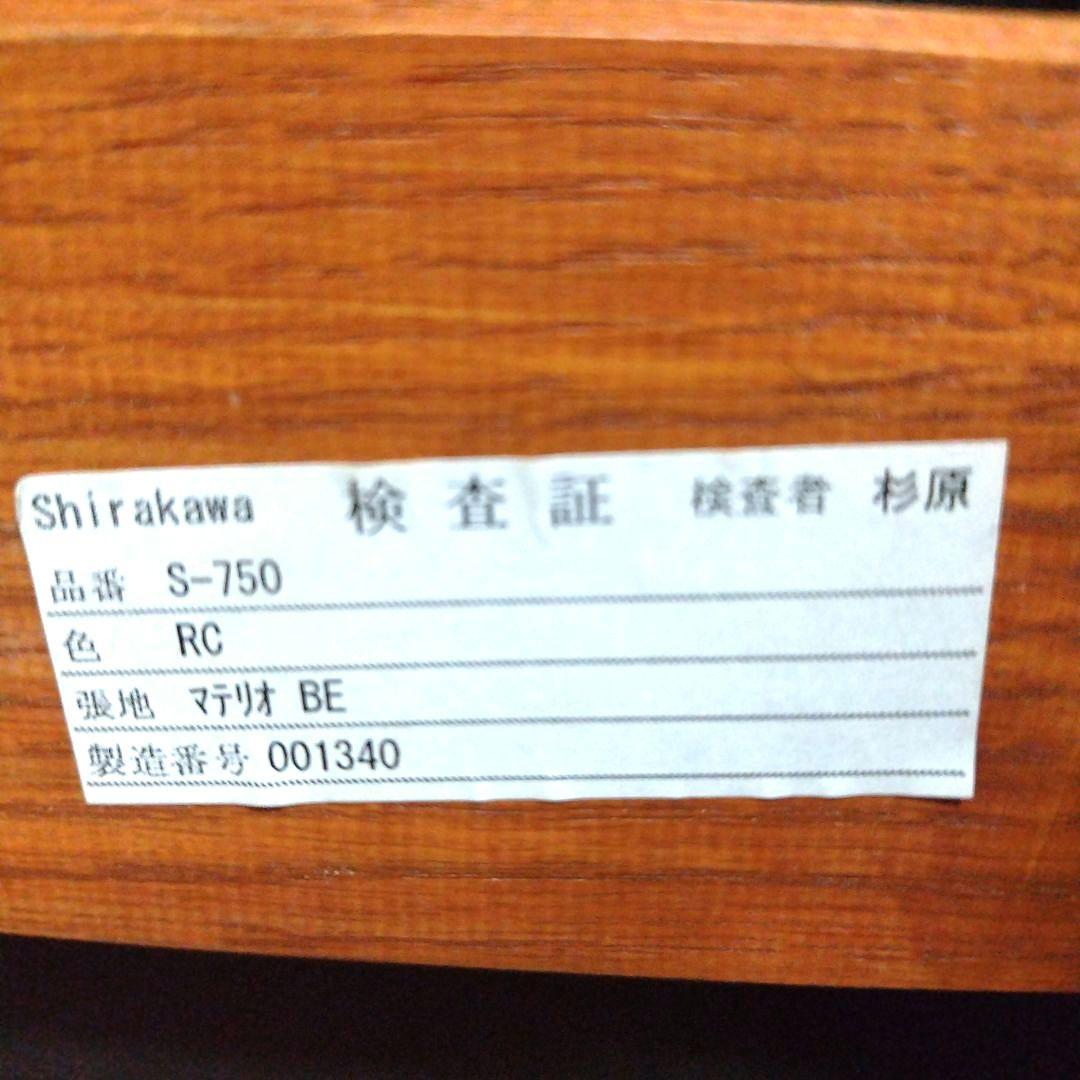 Shirakawa 検査証 検査者 杉原
品番 S-750
色 RC
張地 ﾏﾃﾘｵ BE
製造番号 001340